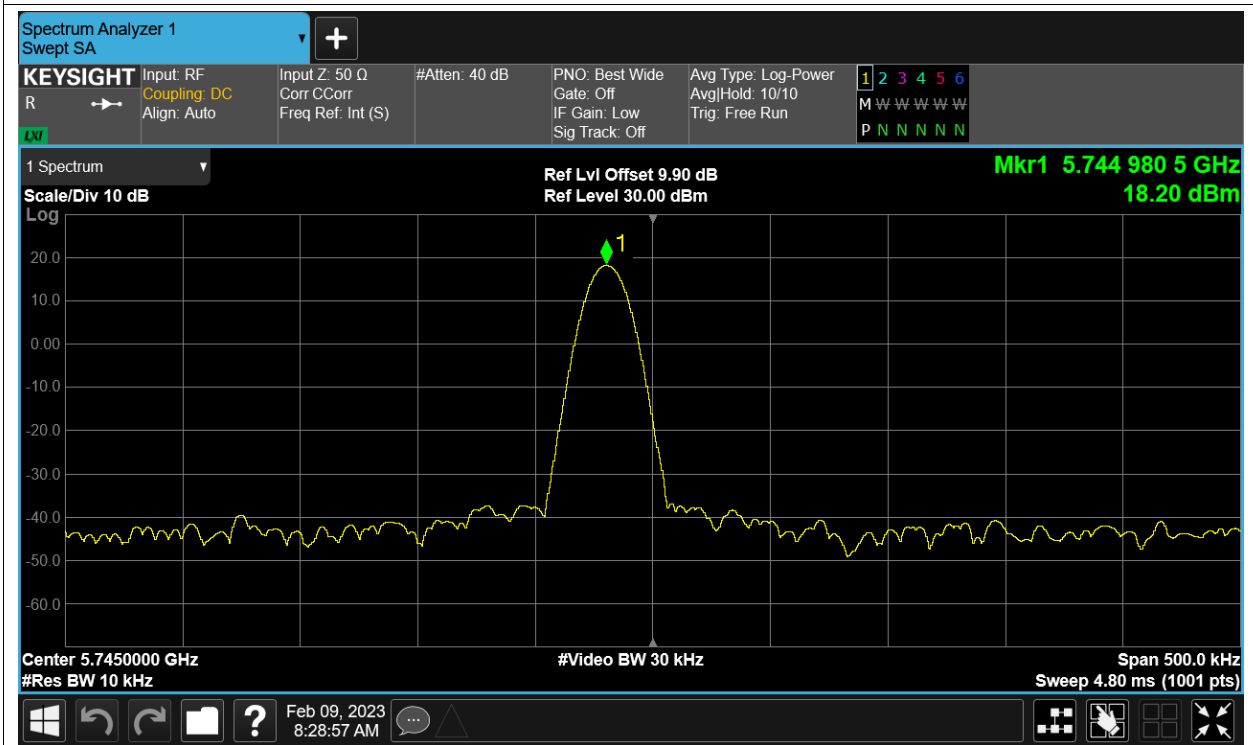 Spectrum Analyzer 1
Swept SA
KEYSIGHT
R
LXI
Input: RF
Coupling: DC
Align: Auto
Input Z: 50 Ω
Corr CCorr
Freq Ref: Int (S)
#Atten: 40 dB
PNO: Best Wide
Gate: Off
IF Gain: Low
Sig Track: Off
Avg Type: Log-Power
Avg|Hold: 10/10
Trig: Free Run
1 2 3 4 5 6
M W W W W W
P N N N N N
1 Spectrum
Scale/Div 10 dB
Log
Ref Lvl Offset 9.90 dB
Ref Level 30.00 dBm
Mkr1 5.744 980 5 GHz
18.20 dBm
1
20.0
10.0
0.00
-10.0
-20.0
-30.0
-40.0
-50.0
-60.0
Center 5.7450000 GHz
#Res BW 10 kHz
#Video BW 30 kHz
Span 500.0 kHz
Sweep 4.80 ms (1001 pts)
?
Feb 09, 2023
8:28:57 AM